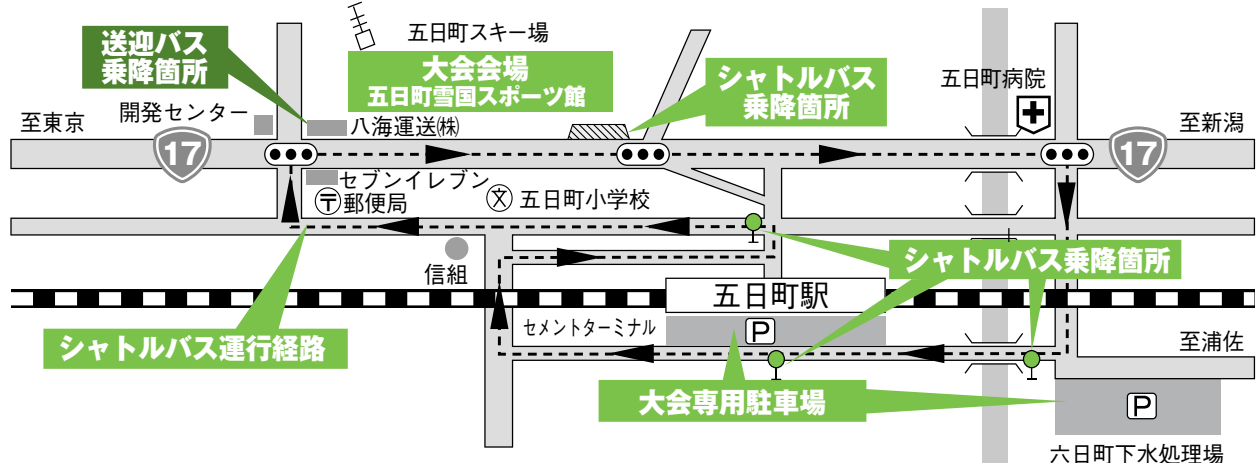 五日町スキー場
送迎バス
乗降箇所
大会会場
五日町雪国スポーツ館
シャトルバス
乗降箇所
五日町病院
至東京
開発センター
八海運送㈱
至新潟
17
17
セブンイレブン
〒郵便局
文 五日町小学校
信組
シャトルバス乗降箇所
五日町駅
セメントターミナル
P
シャトルバス運行経路
至浦佐
大会専用駐車場
P
六日町下水処理場